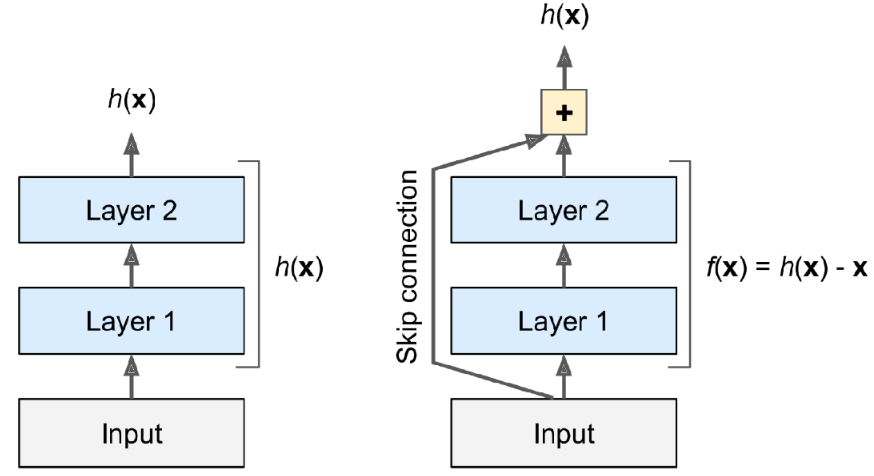 h(x)
Layer 2
Layer 1
h(x)
Input
h(x)
+
Skip connection
Layer 2
Layer 1
f(x) = h(x) - x
Input